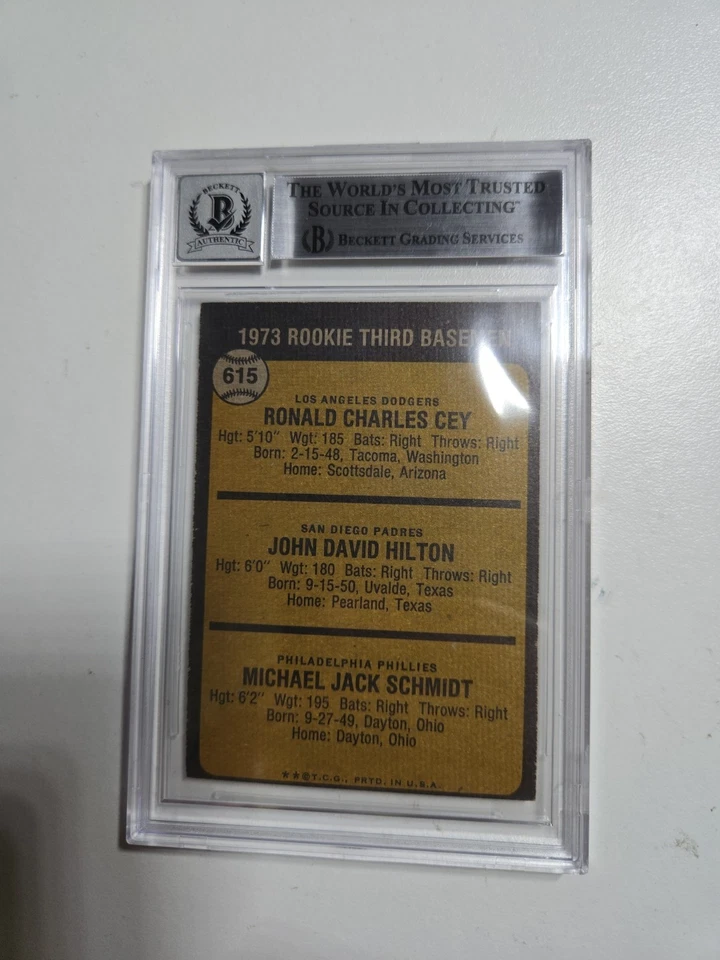 BECKETT
B
AUTHENTIC
THE WORLD'S MOST TRUSTED
SOURCE IN COLLECTING™
B BECKETT GRADING SERVICES
1973 ROOKIE THIRD BASEMEN
615
LOS ANGELES DODGERS
RONALD CHARLES CEY
Hgt: 5'10" Wgt: 185 Bats: Right Throws: Right
Born: 2-15-48, Tacoma, Washington
Home: Scottsdale, Arizona
SAN DIEGO PADRES
JOHN DAVID HILTON
Hgt: 6'0" Wgt: 180 Bats: Right Throws: Right
Born: 9-15-50, Uvalde, Texas
Home: Pearland, Texas
PHILADELPHIA PHILLIES
MICHAEL JACK SCHMIDT
Hgt: 6'2" Wgt: 195 Bats: Right Throws: Right
Born: 9-27-49, Dayton, Ohio
Home: Dayton, Ohio
**©T.C.G., PRTD. IN U.S.A.